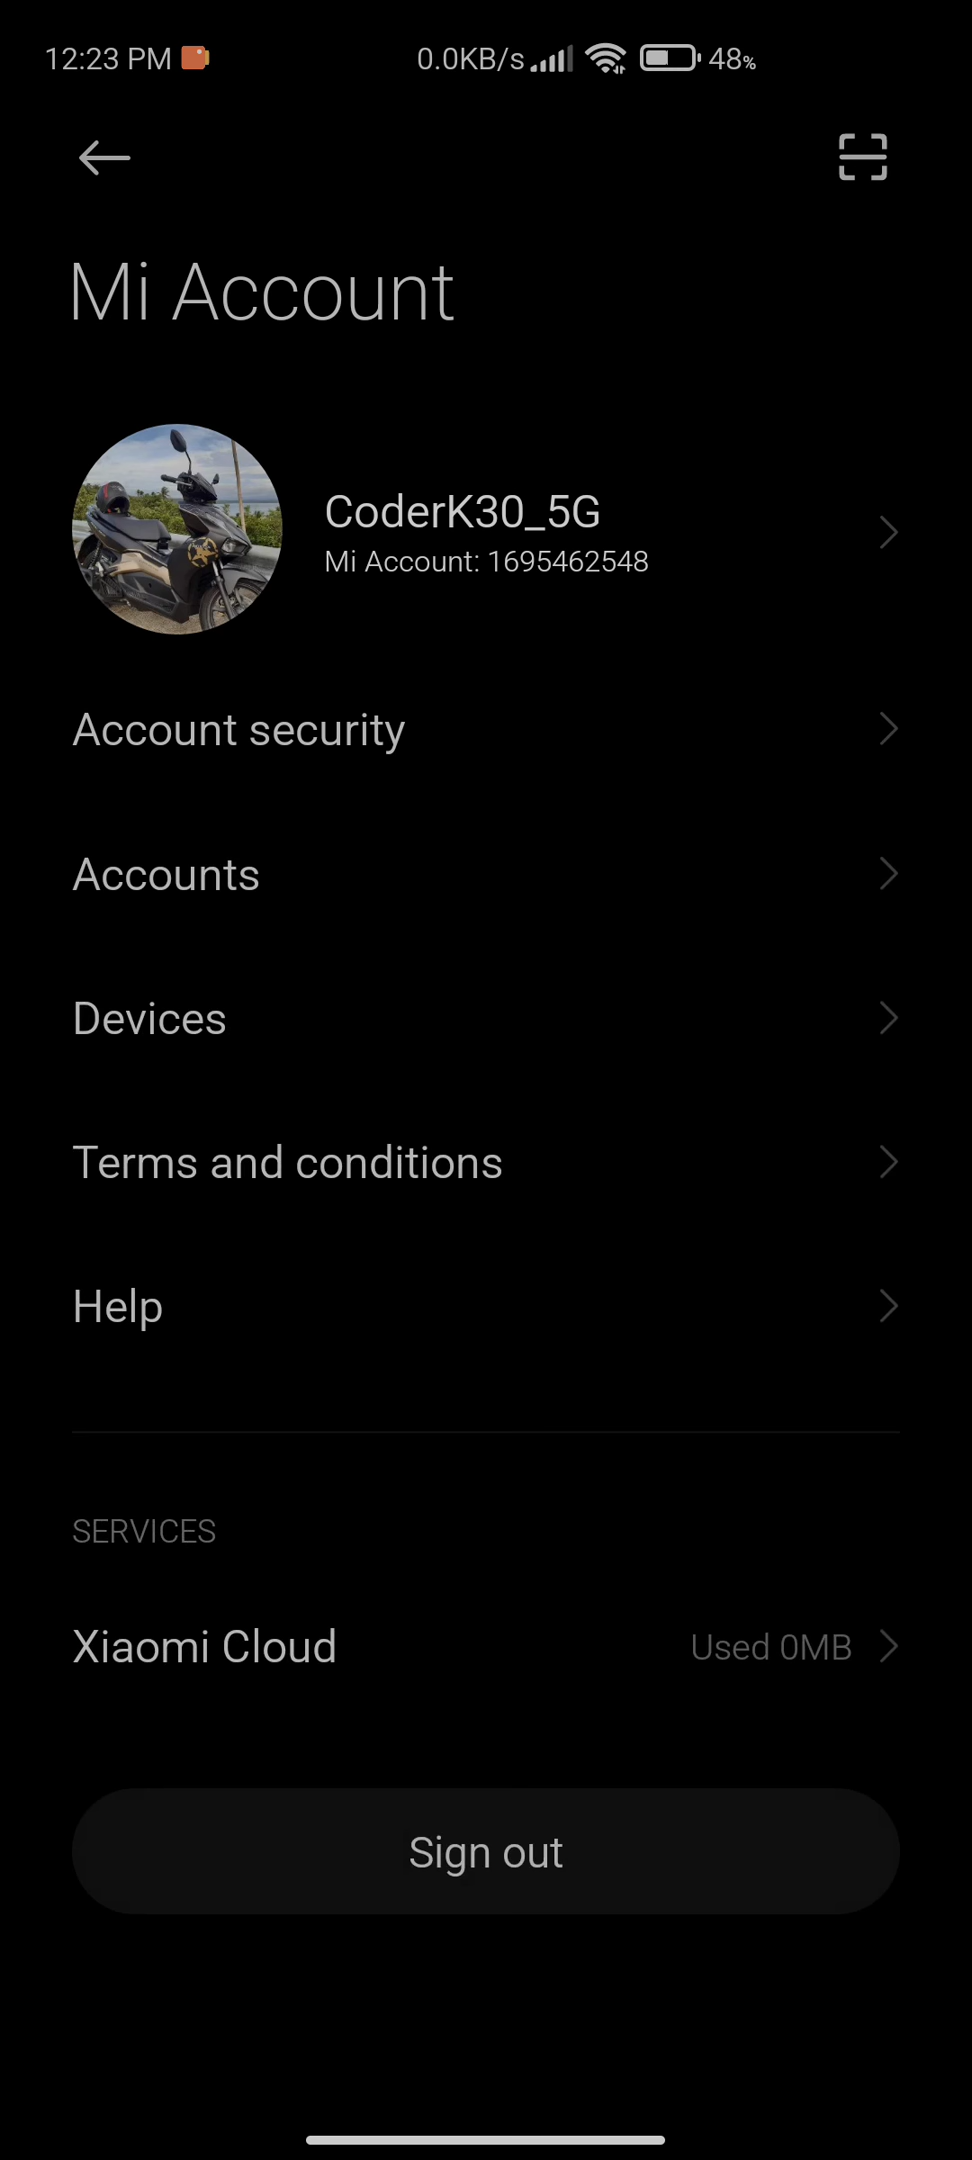 12:23 PM 0.0KB/s 48%
Mi Account
CoderK30_5G
Mi Account: 1695462548
Account security
Accounts
Devices
Terms and conditions
Help
SERVICES
Xiaomi Cloud Used 0MB
Sign out